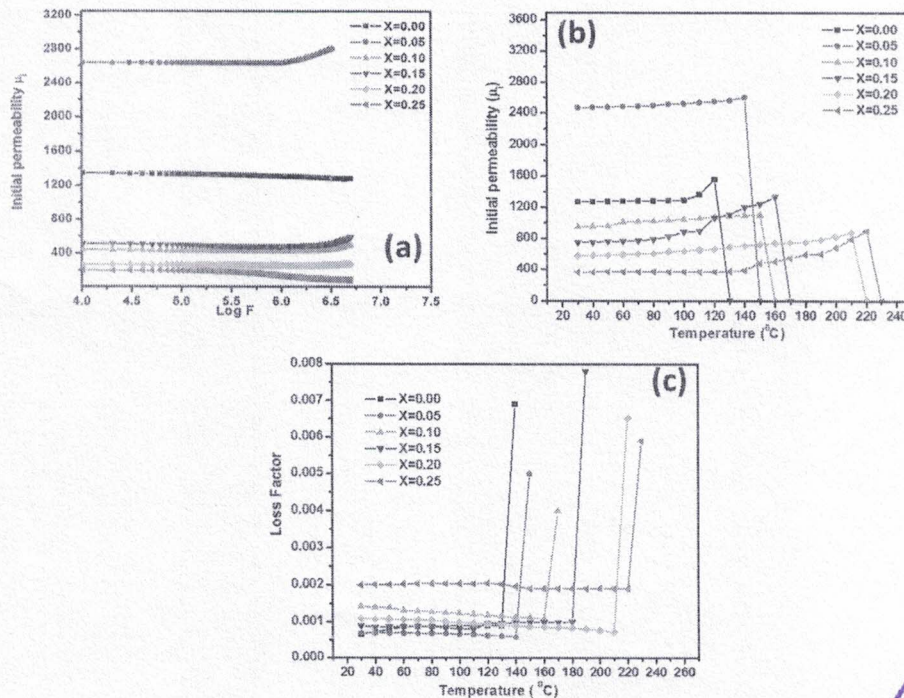 (a)
Initial permeability µi
3200
2800
2400
2000
1600
1200
800
400
4.0 4.5 5.0 5.5 6.0 6.5 7.0 7.5
Log F
X=0.00
X=0.05
X=0.10
X=0.15
X=0.20
X=0.25
(b)
Initial permeability (µi)
3600
3200
2800
2400
2000
1600
1200
800
400
0
20 40 60 80 100 120 140 160 180 200 220 240
Temperature (⁰C)
X=0.00
X=0.05
X=0.10
X=0.15
X=0.20
X=0.25
(c)
Loss Factor
0.008
0.007
0.006
0.005
0.004
0.003
0.002
0.001
0.000
20 40 60 80 100 120 140 160 180 200 220 240 260
Temperature (⁰C)
X=0.00
X=0.05
X=0.10
X=0.15
X=0.20
X=0.25